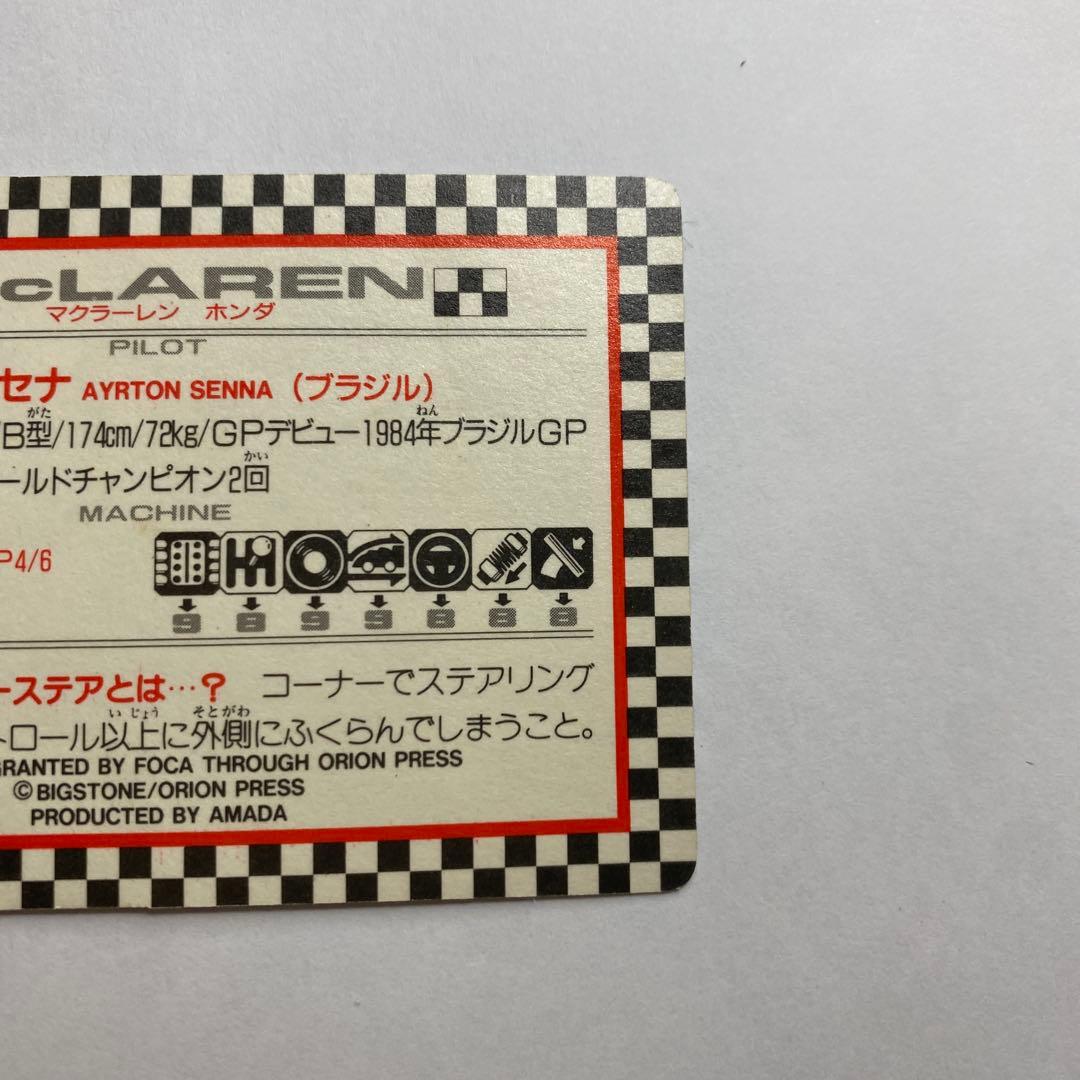 cLAREN
マクラーレン ホンダ
PILOT
セナ AYRTON SENNA (ブラジル)
/B型/174cm/72kg/GPデビュー1984年ブラジルGP
ールドチャンピオン2回
MACHINE
P4/6
9 8 9 9 8 8 8
ーステアとは…? コーナーでステアリング
トロール以上に外側にふくらんでしまうこと。
GRANTED BY FOCA THROUGH ORION PRESS
©BIGSTONE/ORION PRESS
PRODUCTED BY AMADA